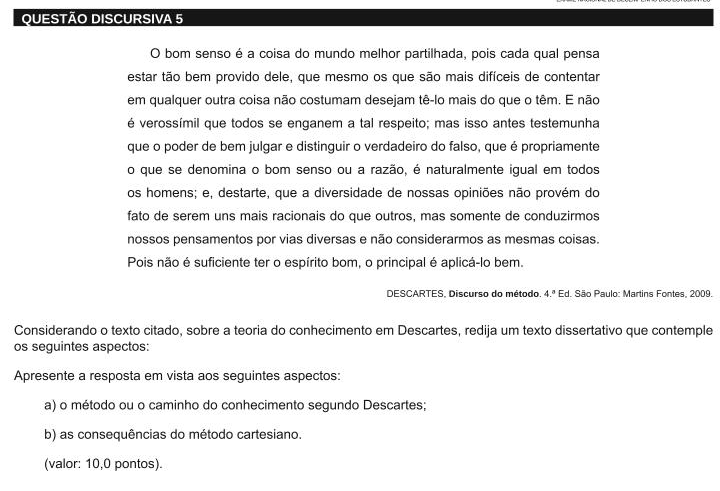 QUESTÃO DISCURSIVA 5
O bom senso é a coisa do mundo melhor partilhada, pois cada qual pensa
estar tão bem provido dele, que mesmo os que são mais difíceis de contentar
em qualquer outra coisa não costumam desejam tê-lo mais do que o têm. E não
é verossímil que todos se enganem a tal respeito; mas isso antes testemunha
que o poder de bem julgar e distinguir o verdadeiro do falso, que é propriamente
o que se denomina o bom senso ou a razão, é naturalmente igual em todos
os homens; e, destarte, que a diversidade de nossas opiniões não provém do
fato de serem uns mais racionais do que outros, mas somente de conduzirmos
nossos pensamentos por vias diversas e não considerarmos as mesmas coisas.
Pois não é suficiente ter o espírito bom, o principal é aplicá-lo bem.
DESCARTES, Discurso do método. 4.ª Ed. São Paulo: Martins Fontes, 2009.
Considerando o texto citado, sobre a teoria do conhecimento em Descartes, redija um texto dissertativo que contemple
os seguintes aspectos:
Apresente a resposta em vista aos seguintes aspectos:
a) o método ou o caminho do conhecimento segundo Descartes;
b) as consequências do método cartesiano.
(valor: 10,0 pontos).